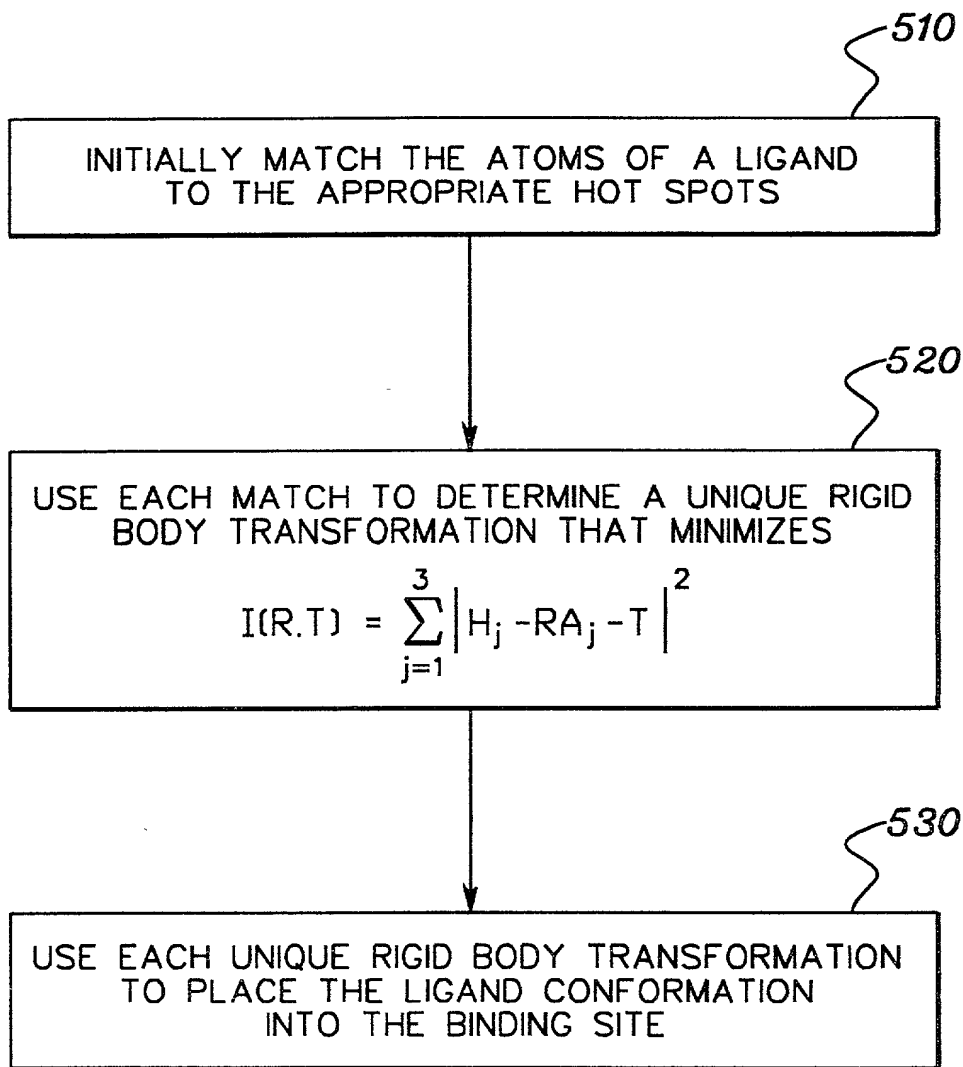 510
INITIALLY MATCH THE ATOMS OF A LIGAND
TO THE APPROPRIATE HOT SPOTS
520
USE EACH MATCH TO DETERMINE A UNIQUE RIGID
BODY TRANSFORMATION THAT MINIMIZES
I(R.T) = \sum_{j=1}^{3} |H_j -RA_j -T|^2
530
USE EACH UNIQUE RIGID BODY TRANSFORMATION
TO PLACE THE LIGAND CONFORMATION
INTO THE BINDING SITE